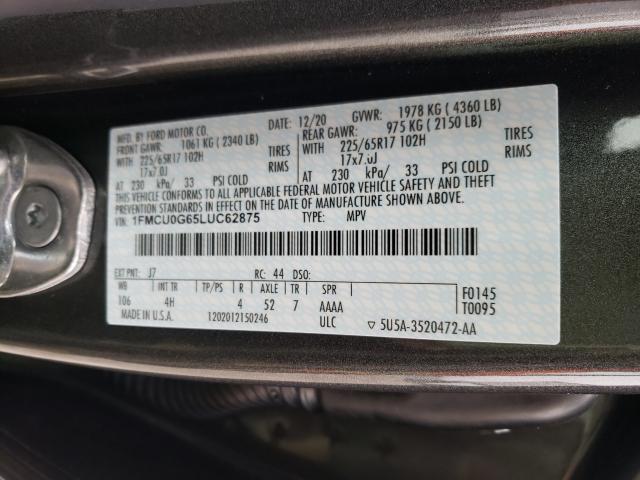 MFD. BY FORD MOTOR CO. 12/20 GVWR: 1978 KG ( 4360 LB)
FRONT GAWR: 1061 KG ( 2340 LB) REAR GAWR: 975 KG ( 2150 LB)
WITH 225/65R17 102H TIRES WITH 225/65R17 102H TIRES
17x7.0J RIMS 17x7.0J RIMS
AT 230 kPa/ 33 PSI COLD AT 230 kPa/ 33 PSI COLD
CONFORMS TO ALL APPLICABLE FEDERAL MOTOR VEHICLE SAFETY AND THEFT
PREVENTION STANDARDS IN EFFECT ON THE DATE OF MANUFACTURE SHOWN ABOVE.
VIN: 1FMCU0G65LUC62875 TYPE: MPV
EXT PNT: J7 RC: 44 DSO:
WB INT TR TP/PS R AXLE TR SPR F0145
106 4H 4 52 7 AAAA T0095
MADE IN U.S.A. 1202012150246 ULC ▽ 5U5A-3520472-AA